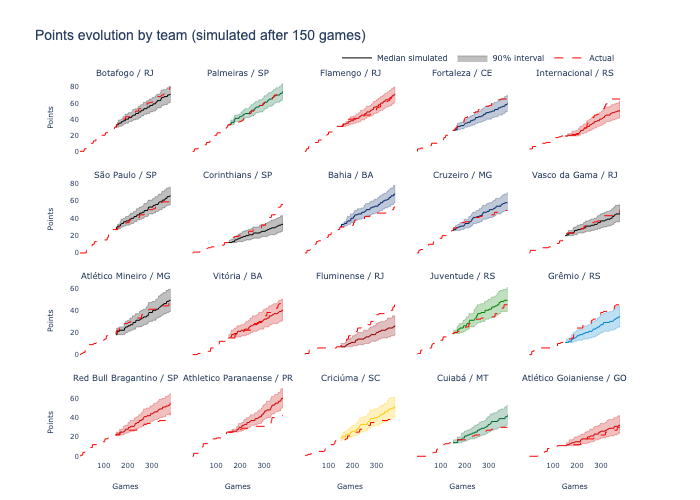 Points evolution by team (simulated after 150 games)
Median simulated 90% interval Actual
Botafogo / RJ Palmeiras / SP Flamengo / RJ Fortaleza / CE Internacional / RS
80
60
40
20
0
Points
São Paulo / SP Corinthians / SP Bahia / BA Cruzeiro / MG Vasco da Gama / RJ
80
60
40
20
0
Points
Atlético Mineiro / MG Vitória / BA Fluminense / RJ Juventude / RS Grêmio / RS
60
40
20
0
Points
Red Bull Bragantino / SP Athletico Paranaense / PR Criciúma / SC Cuiabá / MT Atlético Goianiense / GO
60
40
20
0
Points
100 200 300 100 200 300 100 200 300 100 200 300 100 200 300
Games Games Games Games Games